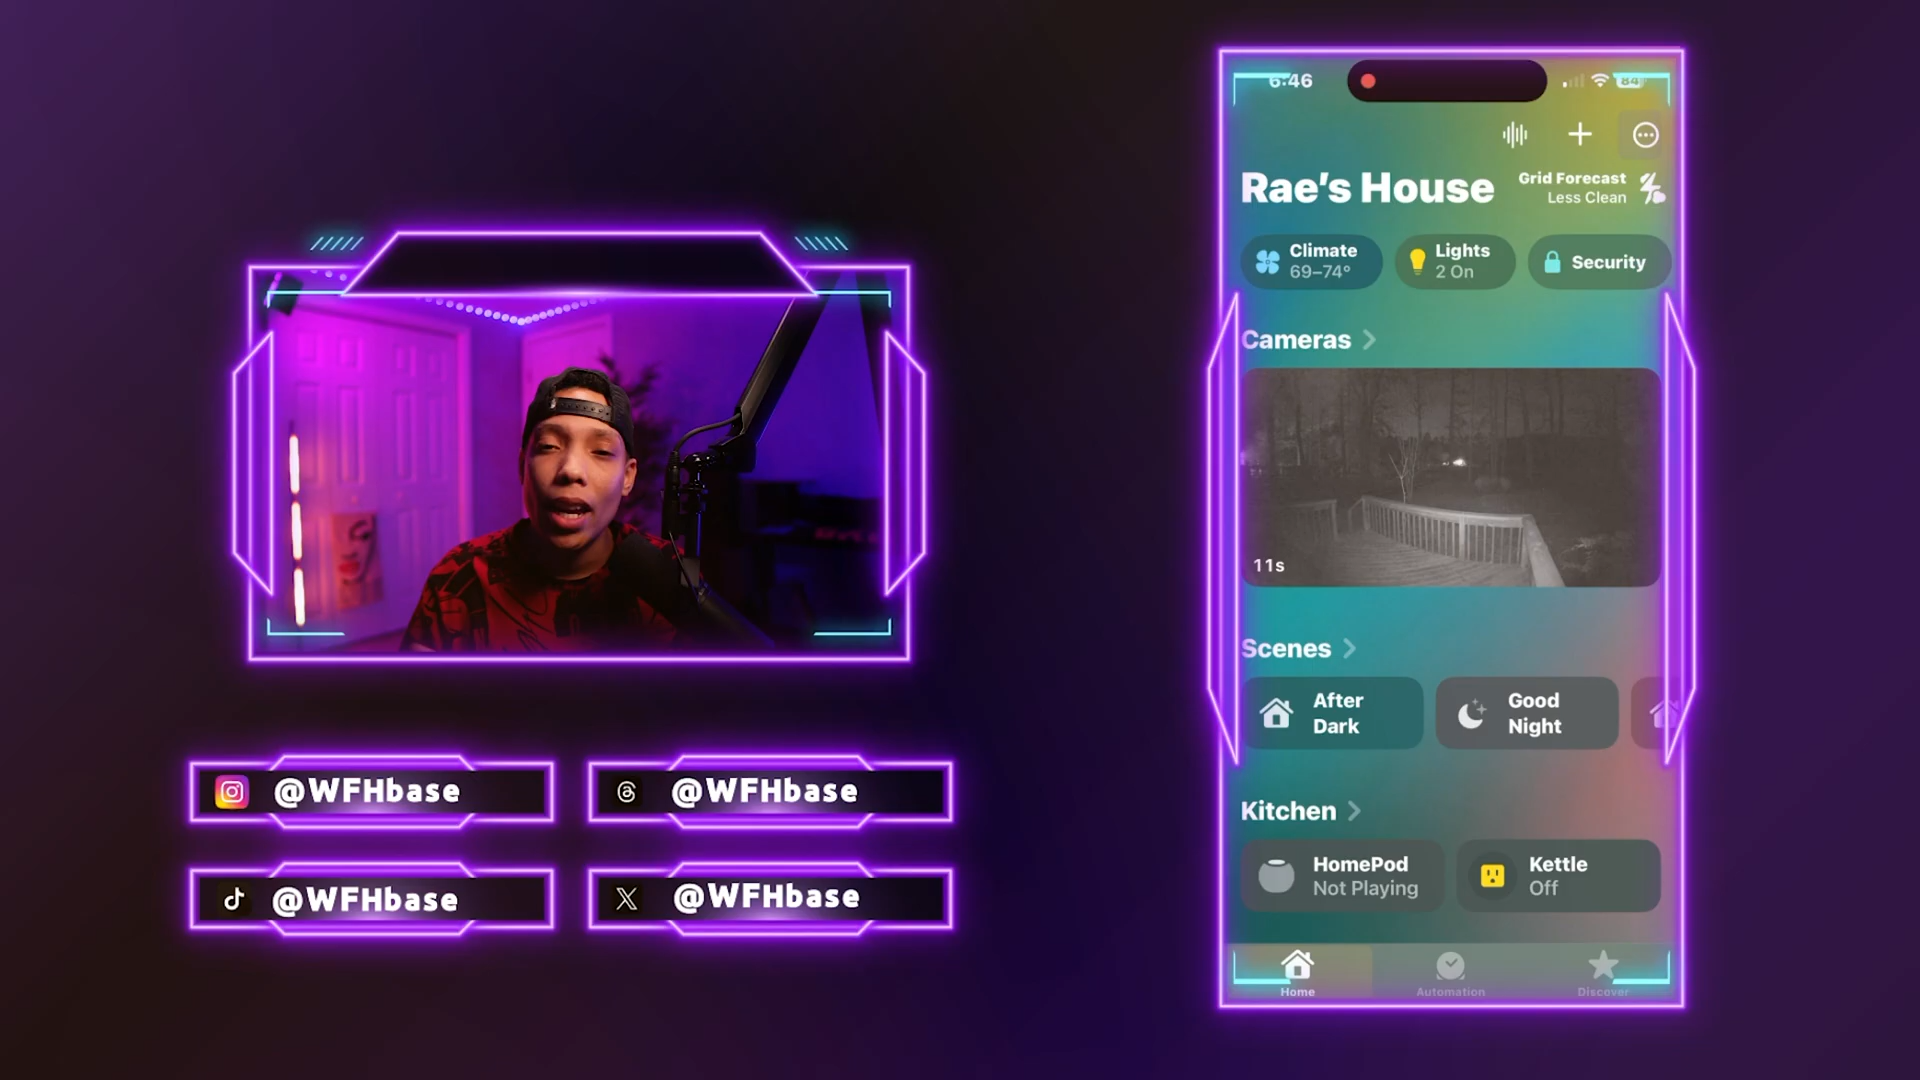 @WFHbase
@WFHbase
@WFHbase
@WFHbase
6:46
84
Rae's House
Grid Forecast
Less Clean
Climate
69–74°
Lights
2 On
Security
Cameras
11s
Scenes
After
Dark
Good
Night
Kitchen
HomePod
Not Playing
Kettle
Off
Home
Automation
Discover